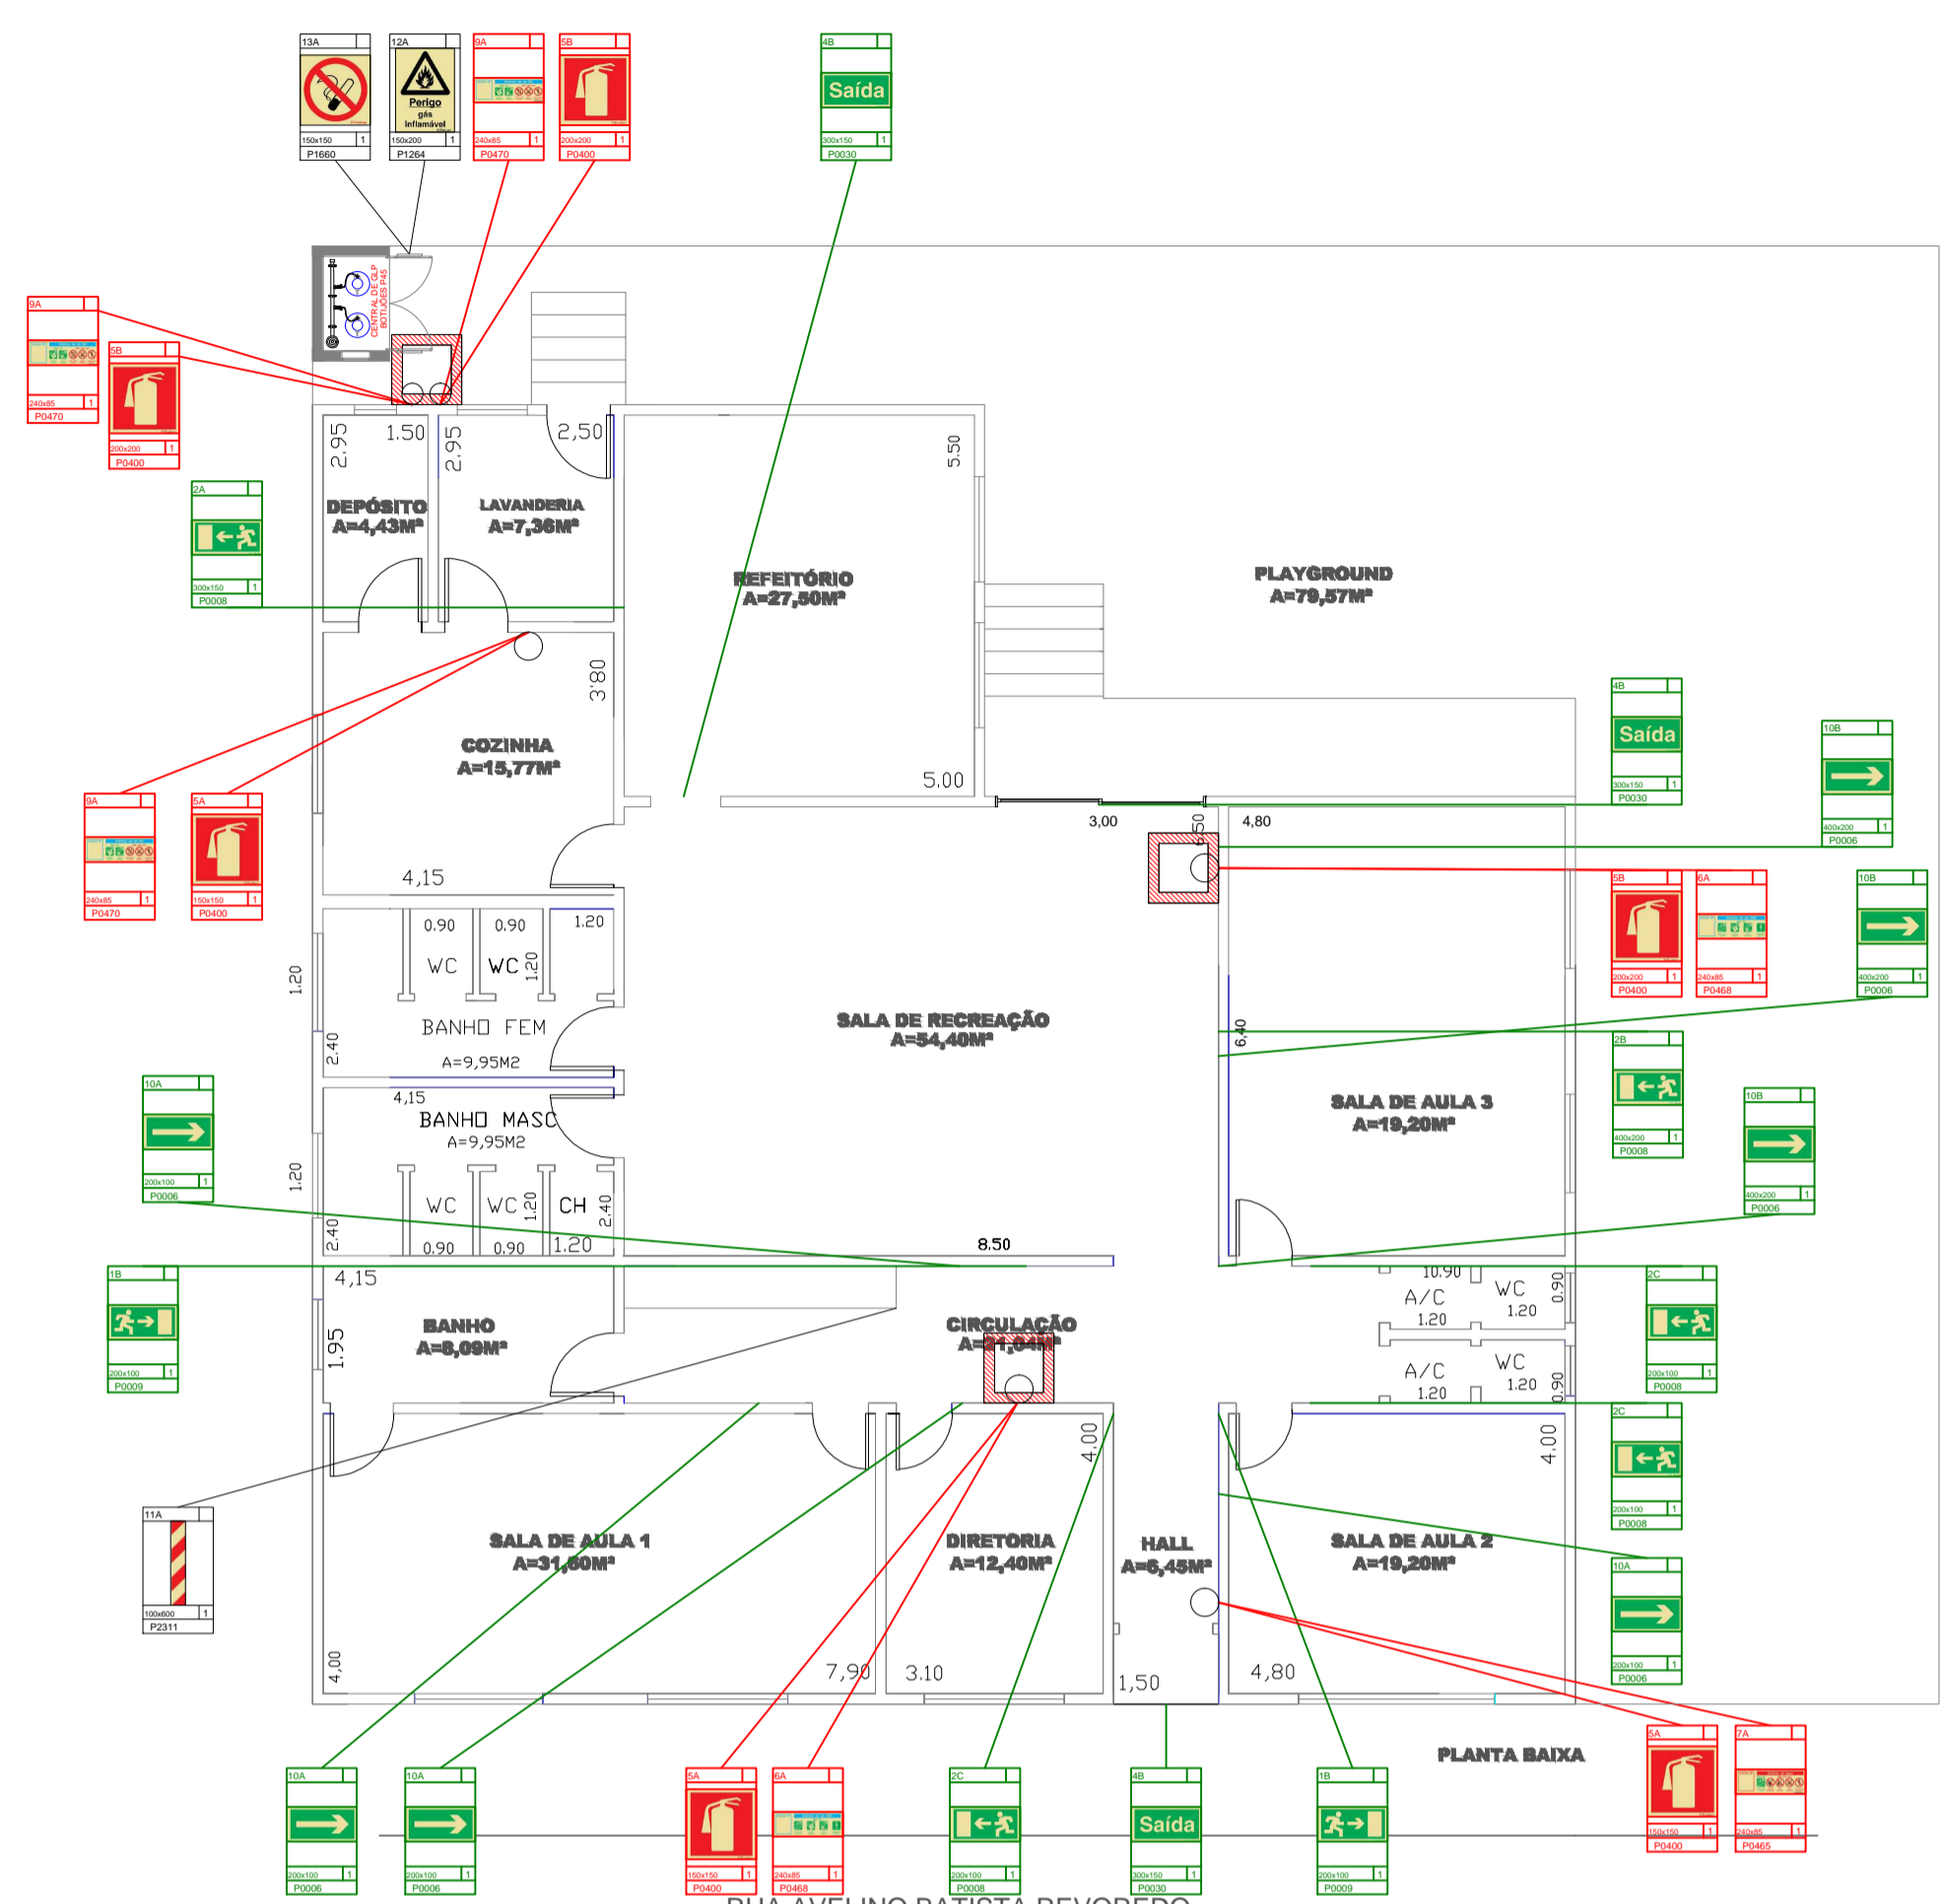 13A
150x150 1
P1660
12A
Perigo
gás
inflamável
150x200 1
P1264
9A
240x85 1
P0470
5B
200x200 1
P0400
4B
Saída
300x150 1
P0030
CENTRAL DE GLP
BOTIJÕES P45
9A
240x85 1
P0470
5B
200x200 1
P0400
2A
300x150 1
P0008
2.95
1.50
2.95
2,50
5.50
DEPÓSITO
A=4,43M²
LAVANDERIA
A=7,36M²
REFEITÓRIO
A=27,50M²
PLAYGROUND
A=79,57M²
3'80
COZINHA
A=15,77M²
5.00
4,15
9A
240x85 1
P0470
5A
150x150 1
P0400
4B
Saída
300x150 1
P0030
10B
400x200 1
P0006
3,00
4,80
5B
200x200 1
P0400
6A
240x85 1
P0468
10B
400x200 1
P0006
0.90
0.90
1.20
WC
WC
1.20
1.20
BANHO FEM
A=9,95M2
2.40
SALA DE RECREAÇÃO
A=54,40M²
6,40
2B
400x200 1
P0008
10A
200x100 1
P0006
4,15
BANHO MASC
A=9,95M2
1.20
SALA DE AULA 3
A=19,20M²
10B
400x200 1
P0006
WC
WC
1.20
CH
2.40
2.40
0.90
0.90
1.20
8.50
1B
200x100 1
P0009
4,15
1.95
BANHO
A=8,09M²
CIRCULAÇÃO
A=21,04M²
10.90
A/C
1.20
WC
1.20
0.90
A/C
1.20
WC
1.20
0.90
2C
200x100 1
P0008
2C
200x100 1
P0008
4.00
4.00
11A
100x600 1
P2311
SALA DE AULA 1
A=31,60M²
DIRETORIA
A=12,40M²
HALL
A=6,45M²
SALA DE AULA 2
A=19,20M²
10A
200x100 1
P0006
4,00
7,90
3.10
1,50
4,80
PLANTA BAIXA
10A
200x100 1
P0006
10A
200x100 1
P0006
5A
150x150 1
P0400
6A
240x85 1
P0468
2C
200x100 1
P0008
4B
Saída
300x150 1
P0030
1B
200x100 1
P0009
5A
150x150 1
P0400
7A
240x85 1
P0465
RUA AVELINO BATISTA REVOREDO